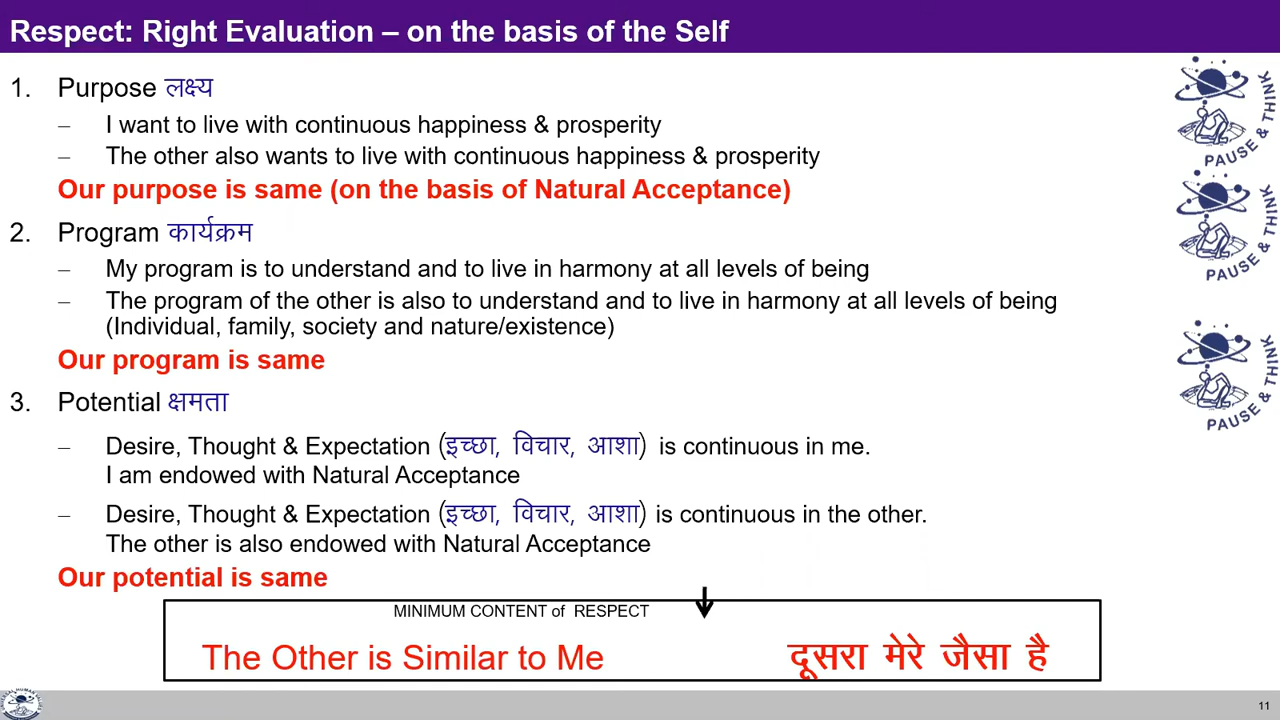 Respect: Right Evaluation – on the basis of the Self
1. Purpose लक्ष्य
– I want to live with continuous happiness & prosperity
– The other also wants to live with continuous happiness & prosperity
Our purpose is same (on the basis of Natural Acceptance)
2. Program कार्यक्रम
– My program is to understand and to live in harmony at all levels of being
– The program of the other is also to understand and to live in harmony at all levels of being
(Individual, family, society and nature/existence)
Our program is same
3. Potential क्षमता
– Desire, Thought & Expectation (इच्छा, विचार, आशा) is continuous in me.
I am endowed with Natural Acceptance
– Desire, Thought & Expectation (इच्छा, विचार, आशा) is continuous in the other.
The other is also endowed with Natural Acceptance
Our potential is same
MINIMUM CONTENT of RESPECT
The Other is Similar to Me दूसरा मेरे जैसा है
PAUSE & THINK
PAUSE & THINK
PAUSE & THINK
11